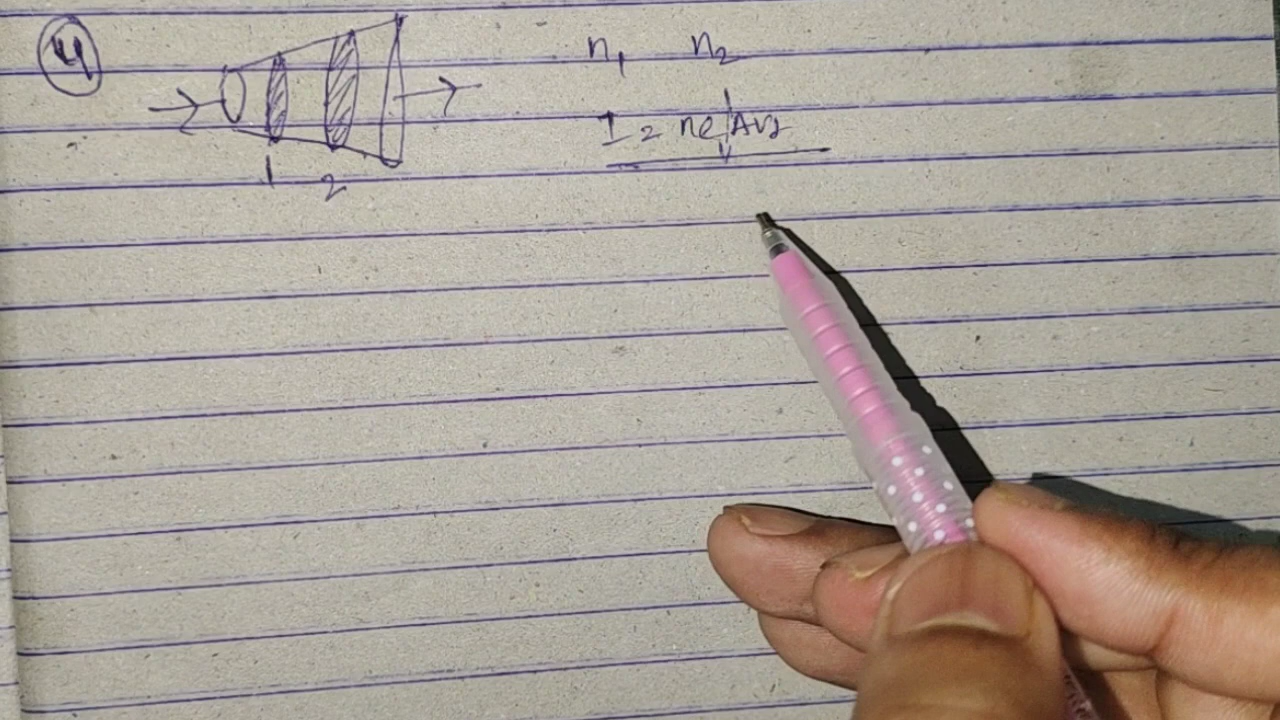 4
n₁ n₂
I = neAvd
1
2